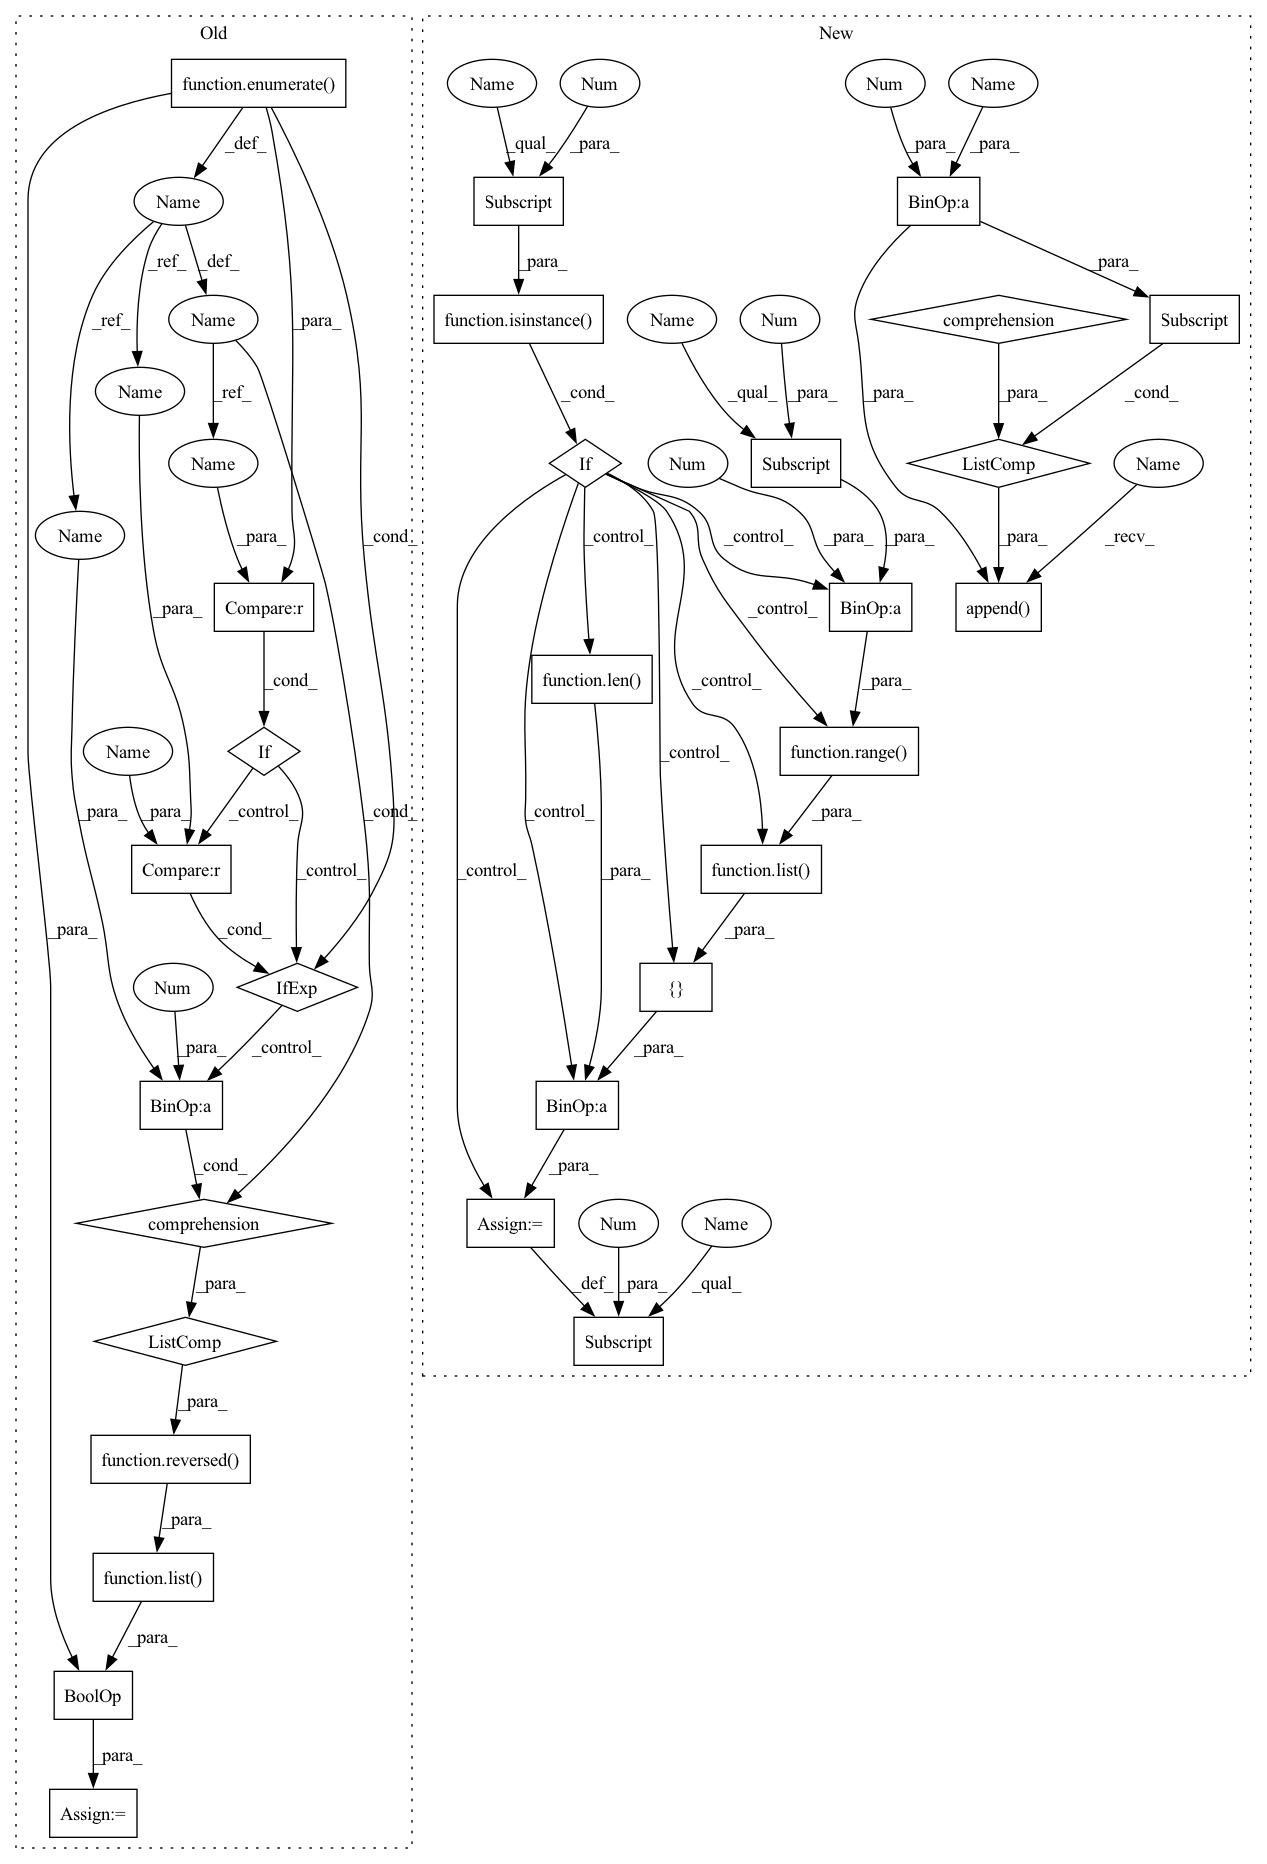 Old
New
function.enumerate()
Name
Num
Num
Name
_def_
_qual_
_para_
_para_
_para_
Name
Subscript
BinOp:a
_ref_
_def_
_para_
_para_
_ref_
_para_
Name
function.isinstance()
Name
Num
comprehension
Subscript
Name
_ref_
_cond_
_qual_
_para_
_para_
_para_
_cond_
Name
If
Num
Subscript
ListComp
Name
Name
_para_
_cond_
_control_
_control_
_para_
_para_
_para_
_recv_
Compare:r
_para_
BinOp:a
append()
_control_
_cond_
function.len()
_control_
_para_
Name
If
_control_
function.range()
_para_
_para_
_control_
_cond_
_control_
_para_
Compare:r
_control_
_control_
_para_
function.list()
_cond_
_para_
Num
IfExp
{}
_para_
_control_
_para_
BinOp:a
BinOp:a
_cond_
_para_
comprehension
Assign:=
Num
Name
_para_
_def_
_para_
_qual_
ListComp
Subscript
_para_
function.reversed()
_para_
function.list()
_para_
BoolOp
_para_
Assign:=